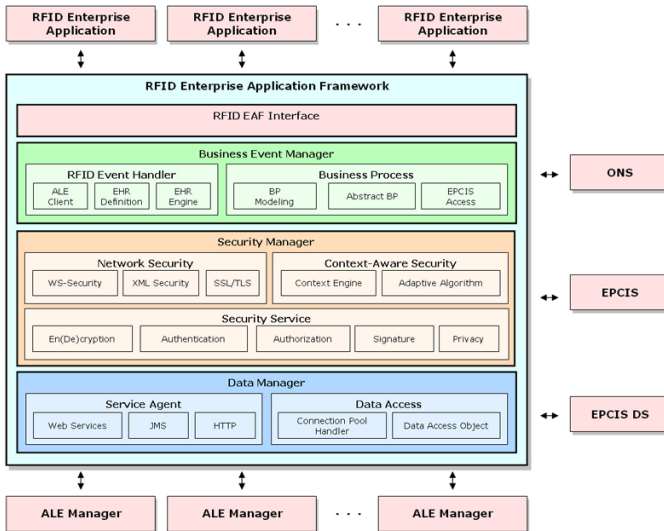 RFID Enterprise
Application
RFID Enterprise
Application
. . .
RFID Enterprise
Application
RFID Enterprise Application Framework
RFID EAF Interface
Business Event Manager
RFID Event Handler
ALE
Client
EHR
Definition
EHR
Engine
Business Process
BP
Modeling
Abstract BP
EPCIS
Access
ONS
Security Manager
Network Security
WS-Security
XML Security
SSL/TLS
Context-Aware Security
Context Engine
Adaptive Algorithm
EPCIS
Security Service
En(De)cryption
Authentication
Authorization
Signature
Privacy
Data Manager
Service Agent
Web Services
JMS
HTTP
Data Access
Connection Pool
Handler
Data Access Object
EPCIS DS
ALE Manager
ALE Manager
. . .
ALE Manager